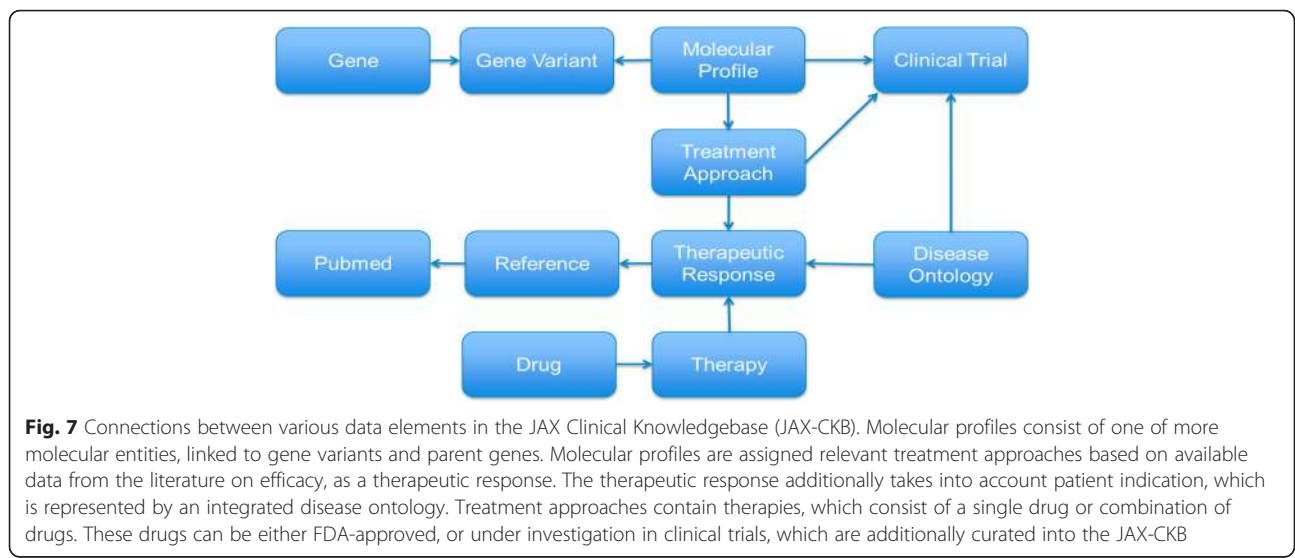 Gene
Gene Variant
Molecular
Profile
Clinical Trial
Treatment
Approach
Pubmed
Reference
Therapeutic
Response
Disease
Ontology
Drug
Therapy
Fig. 7 Connections between various data elements in the JAX Clinical Knowledgebase (JAX-CKB). Molecular profiles consist of one of more
molecular entities, linked to gene variants and parent genes. Molecular profiles are assigned relevant treatment approaches based on available
data from the literature on efficacy, as a therapeutic response. The therapeutic response additionally takes into account patient indication, which
is represented by an integrated disease ontology. Treatment approaches contain therapies, which consist of a single drug or combination of
drugs. These drugs can be either FDA-approved, or under investigation in clinical trials, which are additionally curated into the JAX-CKB